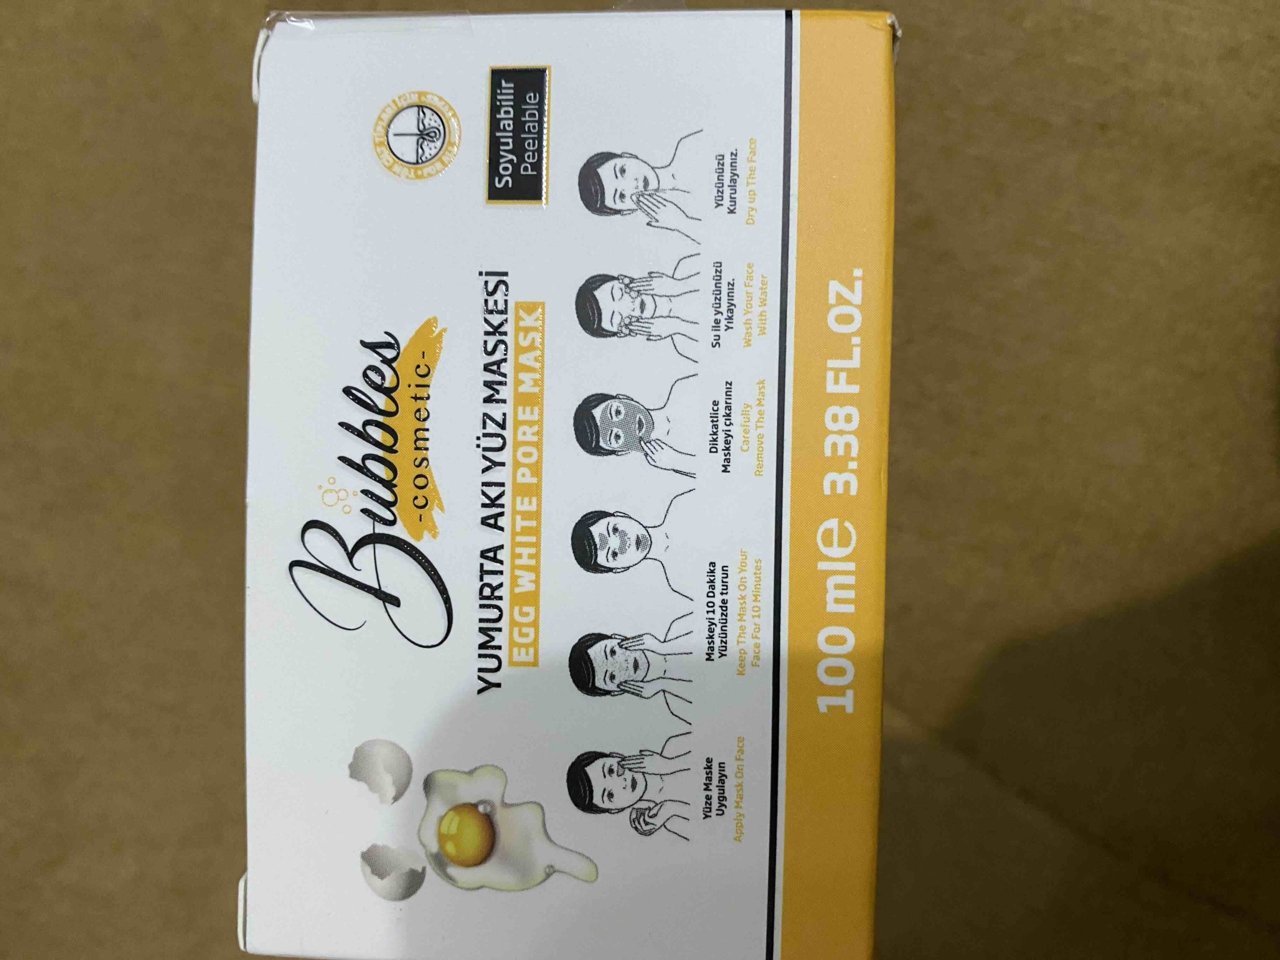 Bubbles
-cosmetic-
YUMURTA AKI YÜZ MASKESİ
EGG WHITE PORE MASK
Soyulabilir
Peelable
Yüze Maske
Uygulayın
Apply Mask On Face
Maskeyi 10 Dakika
Yüzünüzde turun
Keep The Mask On Your
Face For 10 Minutes
Dikkatlice
Maskeyi çıkarınız
Carefully
Remove The Mask
Su ile yüzünüzü
Yıkayınız.
Wash Your Face
With Water
Yüzünüzü
Kurulayınız.
Dry up The Face
100 ml e 3.38 FL.OZ.